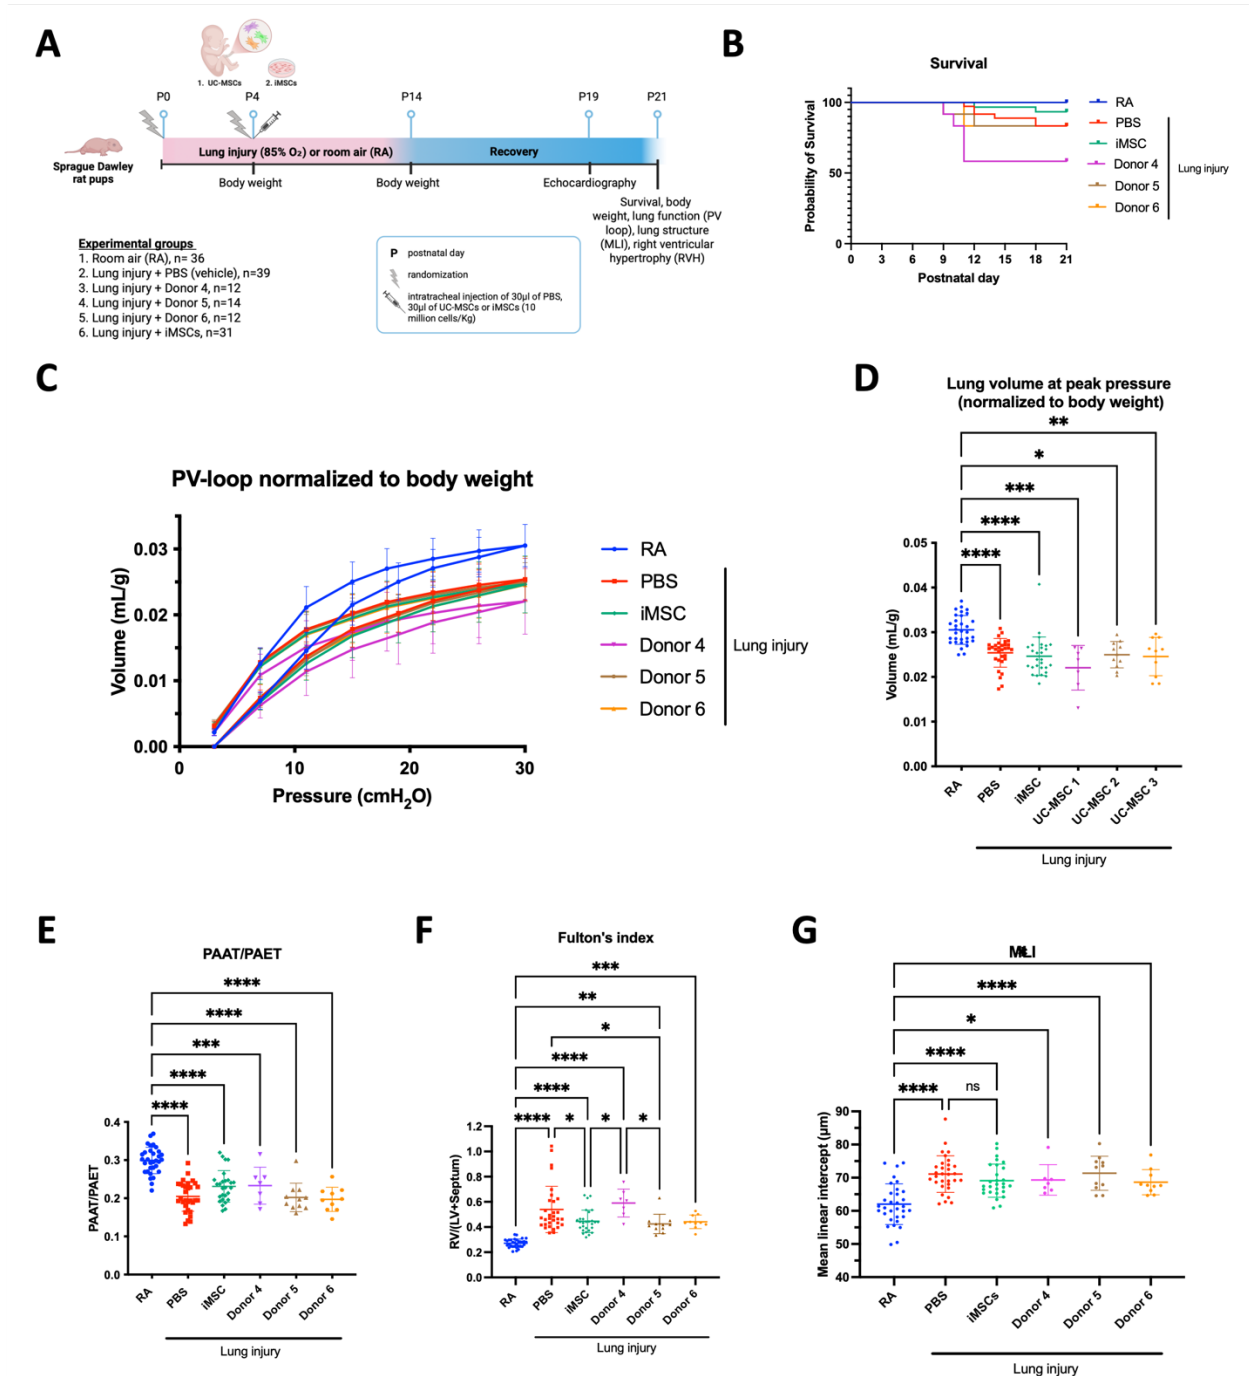 A
1. UC-MSCs 2. iMSCs
P0 P4 P14 P19 P21
Lung injury (85% O₂) or room air (RA) Recovery
Sprague Dawley
rat pups
Body weight Body weight Echocardiography
Survival, body
weight, lung function (PV
loop), lung structure
(MLI), right ventricular
hypertrophy (RVH)
Experimental groups
1. Room air (RA), n= 36
2. Lung injury + PBS (vehicle), n=39
3. Lung injury + Donor 4, n=12
4. Lung injury + Donor 5, n=14
5. Lung injury + Donor 6, n=12
6. Lung injury + iMSCs, n=31
P postnatal day
randomization
intratracheal injection of 30µl of PBS,
30µl of UC-MSCs or iMSCs (10
million cells/Kg)
B
Survival
Probability of Survival
100
50
0
0 3 6 9 12 15 18 21
Postnatal day
RA
PBS
iMSC
Donor 4
Donor 5
Donor 6
Lung injury
C
PV-loop normalized to body weight
Volume (mL/g)
0.03
0.02
0.01
0.00
0 10 20 30
Pressure (cmH₂O)
RA
PBS
iMSC
Donor 4
Donor 5
Donor 6
Lung injury
D
Lung volume at peak pressure
(normalized to body weight)
**
*
***
****
****
Volume (mL/g)
0.05
0.04
0.03
0.02
0.01
0.00
RA PBS iMSC UC-MSC 1 UC-MSC 2 UC-MSC 3
Lung injury
E
PAAT/PAET
****
****
***
****
****
PAAT/PAET
0.4
0.3
0.2
0.1
0.0
RA PBS iMSC Donor 4 Donor 5 Donor 6
Lung injury
F
Fulton's index
***
**
*
****
****
**** * * *
RV/(LV+Septum)
1.2
1.0
0.8
0.6
0.4
0.2
0.0
RA PBS iMSC Donor 4 Donor 5 Donor 6
Lung injury
G
MLI
*
****
*
****
**** ns
Mean linear intercept (µm)
90
80
70
60
50
40
RA PBS iMSCs Donor 4 Donor 5 Donor 6
Lung injury